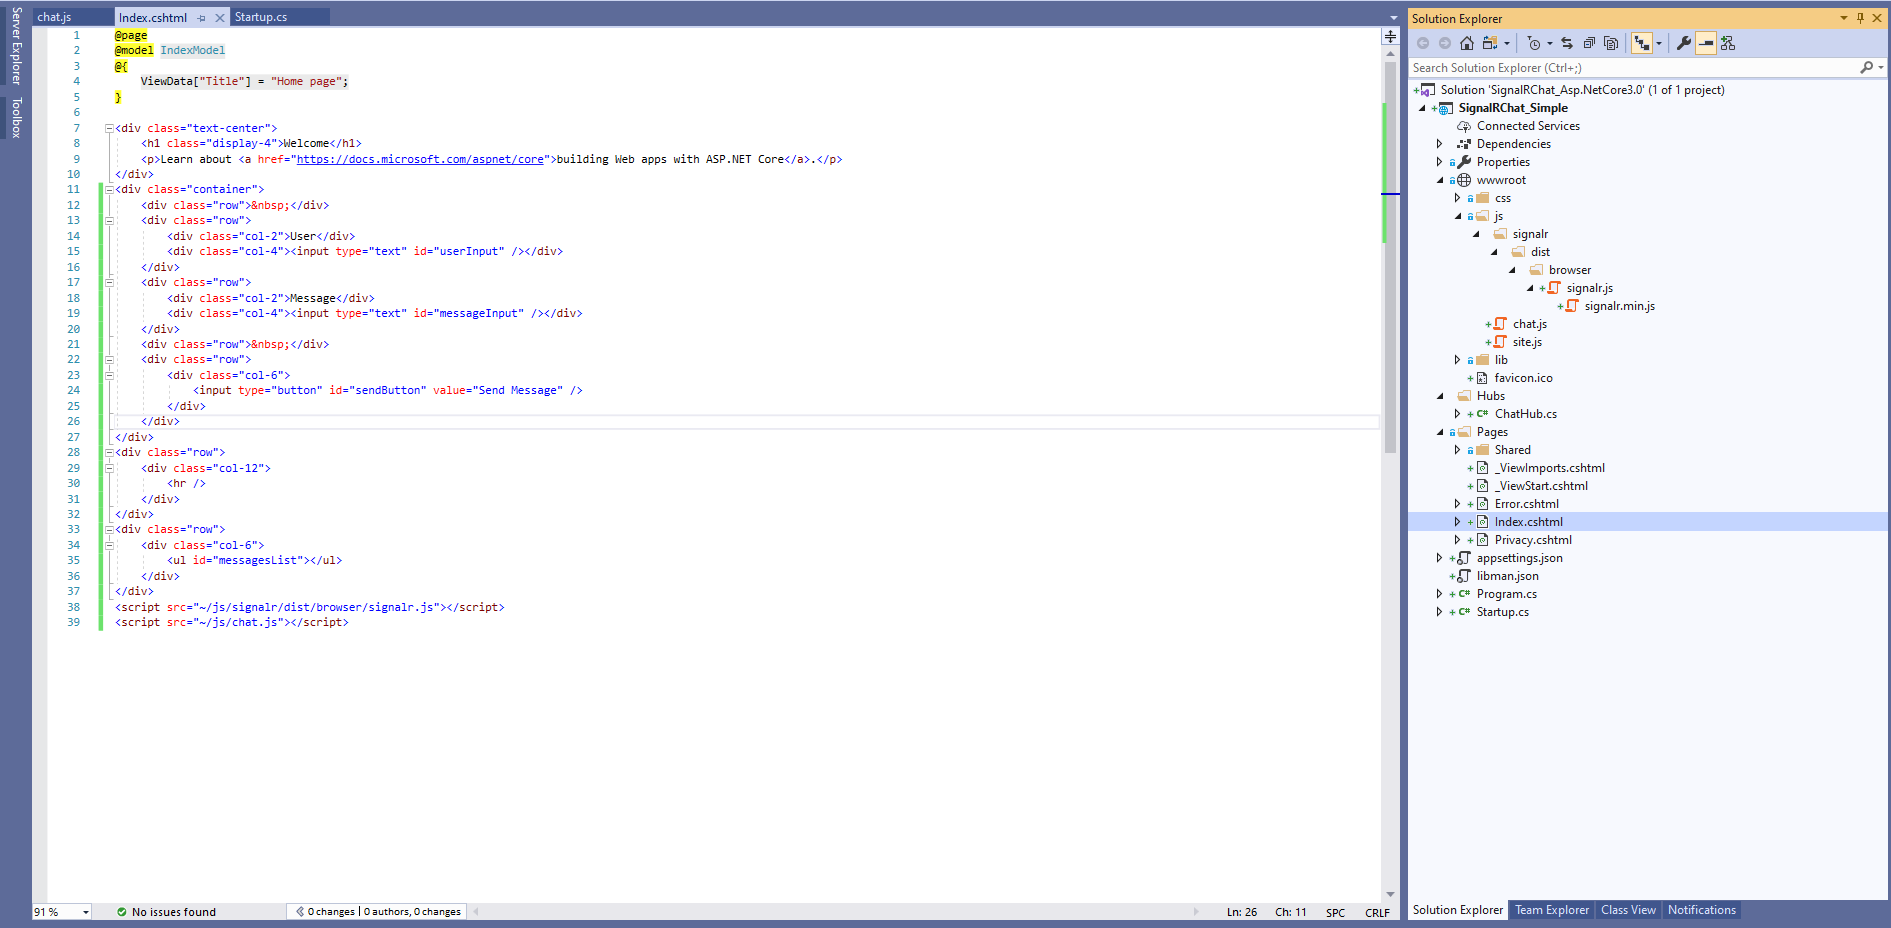 Server Explorer
Toolbox
chat.js
Index.cshtml
Startup.cs
1 @page
2 @model IndexModel
3 @{
4     ViewData["Title"] = "Home page";
5 }
6
7 <div class="text-center">
8     <h1 class="display-4">Welcome</h1>
9     <p>Learn about <a href="https://docs.microsoft.com/aspnet/core">building Web apps with ASP.NET Core</a>.</p>
10 </div>
11 <div class="container">
12     <div class="row">&nbsp;</div>
13     <div class="row">
14         <div class="col-2">User</div>
15         <div class="col-4"><input type="text" id="userInput" /></div>
16     </div>
17     <div class="row">
18         <div class="col-2">Message</div>
19         <div class="col-4"><input type="text" id="messageInput" /></div>
20     </div>
21     <div class="row">&nbsp;</div>
22     <div class="row">
23         <div class="col-6">
24             <input type="button" id="sendButton" value="Send Message" />
25         </div>
26     </div>
27 </div>
28 <div class="row">
29     <div class="col-12">
30         <hr />
31     </div>
32 </div>
33 <div class="row">
34     <div class="col-6">
35         <ul id="messagesList"></ul>
36     </div>
37 </div>
38 <script src="~/js/signalr/dist/browser/signalr.js"></script>
39 <script src="~/js/chat.js"></script>
91 %
No issues found
0 changes | 0 authors, 0 changes
Ln: 26
Ch: 11
SPC
CRLF
Solution Explorer
Search Solution Explorer (Ctrl+;)
Solution 'SignalRChat_Asp.NetCore3.0' (1 of 1 project)
SignalRChat_Simple
Connected Services
Dependencies
Properties
wwwroot
css
js
signalr
dist
browser
signalr.js
signalr.min.js
chat.js
site.js
lib
favicon.ico
Hubs
C# ChatHub.cs
Pages
Shared
_ViewImports.cshtml
_ViewStart.cshtml
Error.cshtml
Index.cshtml
Privacy.cshtml
appsettings.json
libman.json
C# Program.cs
C# Startup.cs
Solution Explorer
Team Explorer
Class View
Notifications